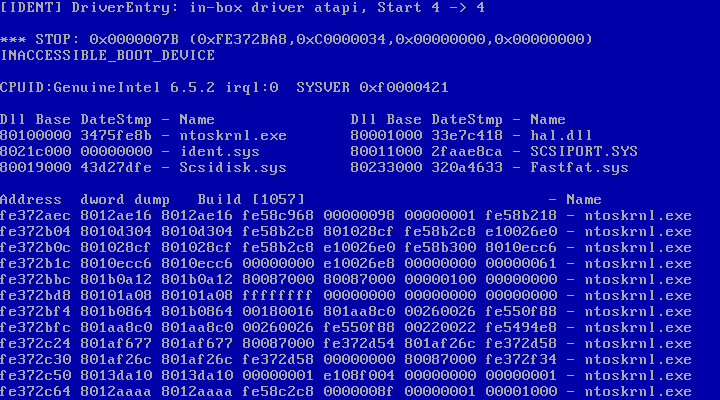 [IDENT] DriverEntry: in-box driver atapi, Start 4 -> 4
*** STOP: 0x0000007B (0xFE372BA8,0xC0000034,0x00000000,0x00000000)
INACCESSIBLE_BOOT_DEVICE
CPUID:GenuineIntel 6.5.2 irql:0  SYSVER 0xf0000421
Dll Base DateStmp - Name               Dll Base DateStmp - Name
80100000 3475fe8b - ntoskrnl.exe       80001000 33e7c418 - hal.dll
8021c000 00000000 - ident.sys          80011000 2faae8ca - SCSIPORT.SYS
80019000 43d27dfe - Scsidisk.sys       80233000 320a4633 - Fastfat.sys
Address  dword dump   Build [1057]                           - Name
fe372aec 8012ae16 8012ae16 fe58c968 00000098 00000001 fe58b218 - ntoskrnl.exe
fe372b04 8010d304 8010d304 fe58b2c8 801028cf fe58b2c8 e10026e0 - ntoskrnl.exe
fe372b0c 801028cf 801028cf fe58b2c8 e10026e0 fe58b300 8010ecc6 - ntoskrnl.exe
fe372b1c 8010ecc6 8010ecc6 00000000 e10026e8 00000000 00000061 - ntoskrnl.exe
fe372bbc 801b0a12 801b0a12 80087000 80087000 00000100 00000000 - ntoskrnl.exe
fe372bd8 80101a08 80101a08 ffffffff 00000000 00000000 00000000 - ntoskrnl.exe
fe372bf4 801b0864 801b0864 00180016 801aa8c0 00260026 fe550f88 - ntoskrnl.exe
fe372bfc 801aa8c0 801aa8c0 00260026 fe550f88 00220022 fe5494e8 - ntoskrnl.exe
fe372c24 801af677 801af677 80087000 fe372d54 801af26c fe372d58 - ntoskrnl.exe
fe372c30 801af26c 801af26c fe372d58 00000000 80087000 fe372f34 - ntoskrnl.exe
fe372c50 8013da10 8013da10 00000001 e108f004 00000000 00000000 - ntoskrnl.exe
fe372c64 8012aaaa 8012aaaa fe58c2c8 0000008f 00000001 00001000 - ntoskrnl.exe